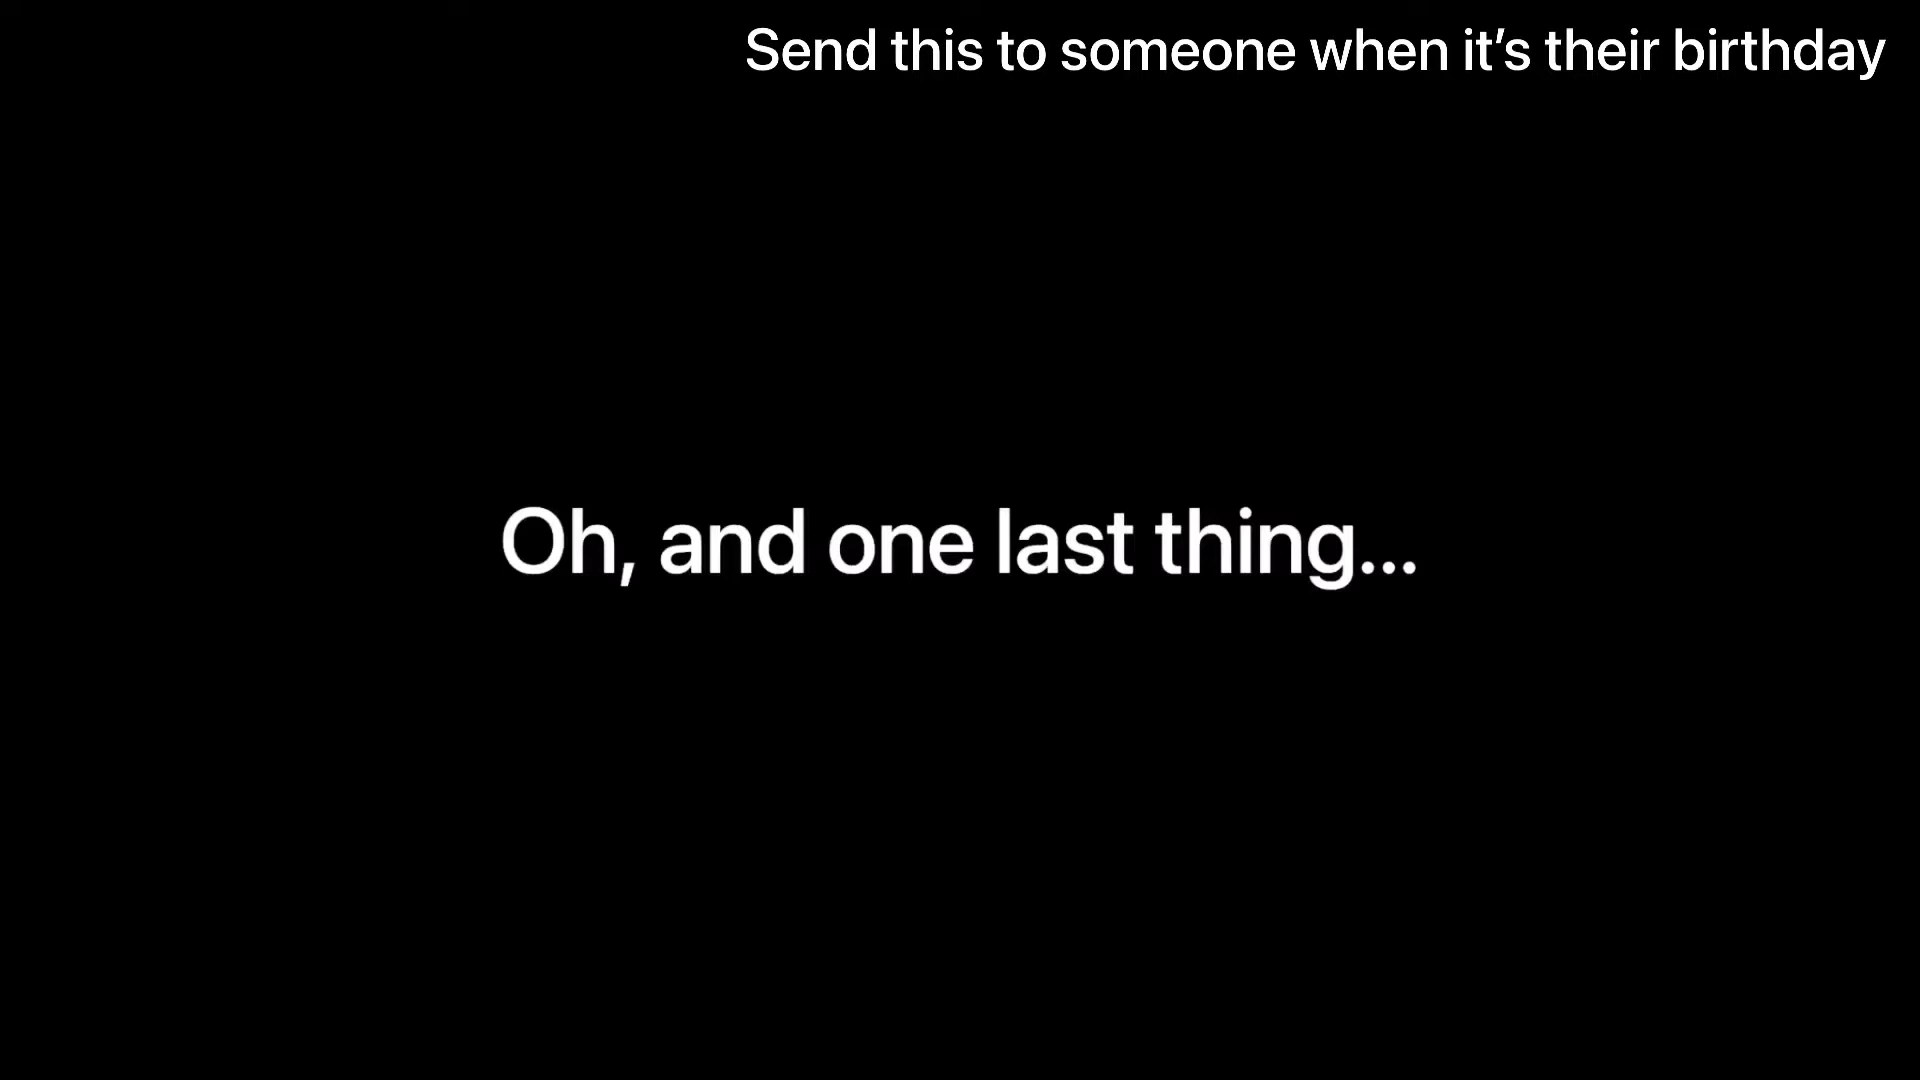 Send this to someone when it’s their birthday
Oh, and one last thing...